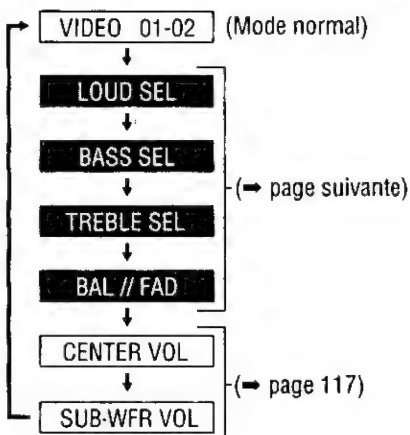 VIDEO 01-02 (Mode normal)
LOUD SEL
BASS SEL
TREBLE SEL
(➡ page suivante)
BAL // FAD
CENTER VOL
(➡ page 117)
SUB·WFR VOL